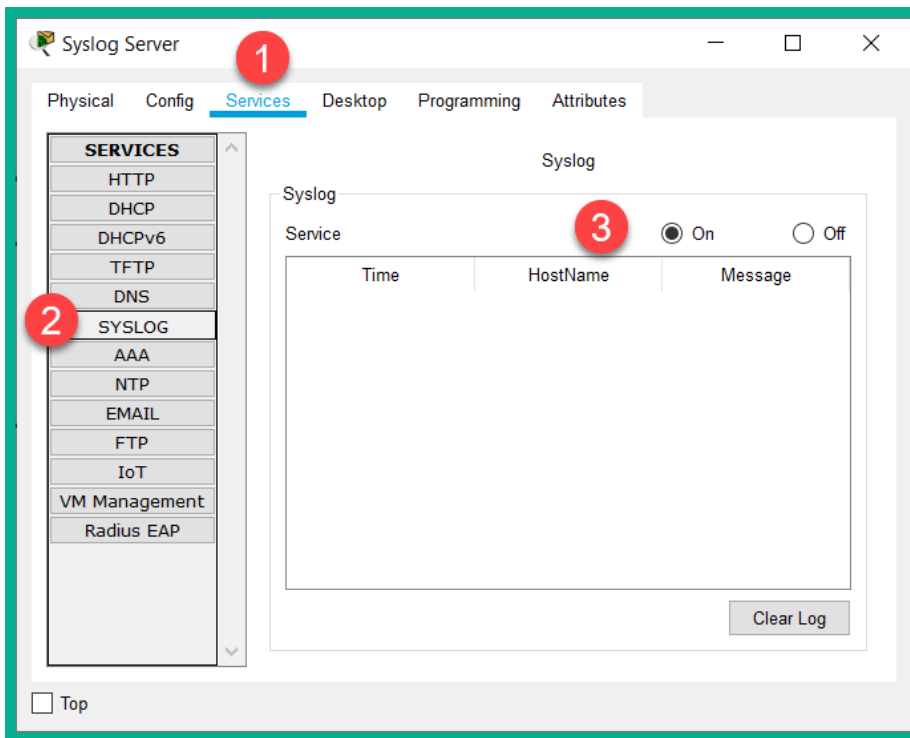 Syslog Server
1
Physical Config Services Desktop Programming Attributes
SERVICES
HTTP
DHCP
DHCPv6
TFTP
DNS
2
SYSLOG
AAA
NTP
EMAIL
FTP
IoT
VM Management
Radius EAP
Syslog
Syslog
Service 3 On Off
Time HostName Message
Clear Log
Top